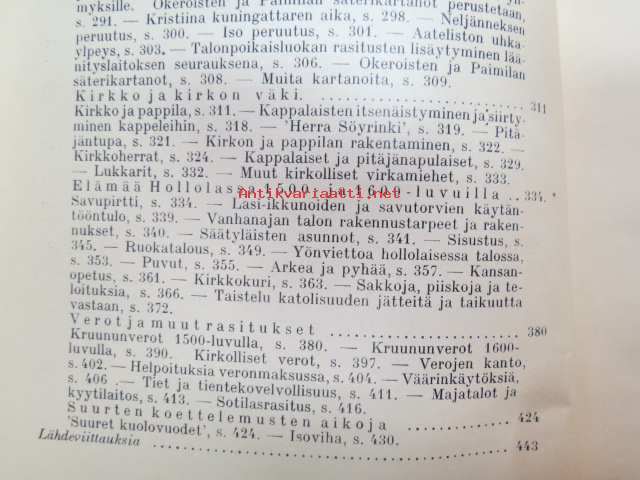 myksille. Okeroisten ja Paimilan säterikartanot perustetaan,
s. 291. — Kristiina kuningattaren aika, s. 298. — Neljänneksen
peruutus, s. 300. — Iso peruutus, s. 301. — Aateliston uhka-
ylpeys, s. 303. — Talonpoikaisluokan rasitusten lisäytyminen lää-
nityslaitoksen seurauksena, s. 306. — Okeroisten ja Paimilan
säterikartanot, s. 308. — Muita kartanoita, s. 309.
Kirkko ja kirkon väki. 311
Kirkko ja pappila, s. 311. — Kappalaisten itsenäistyminen ja siirty-
minen kappeleihin, s. 318. — 'Herra Söyrinki', s. 319. — Pitä-
jäntupa, s. 321. — Kirkon ja pappilan rakentaminen, s. 322. —
Kirkkoherrat, s. 324. — Kappalaiset ja pitäjänapulaiset, s. 329.
— Lukkarit, s. 332. — Muut kirkolliset virkamiehet, s. 333.
Elämää Hollolassa 1500- ja 1600-luvuilla 334.
Antikvariaatti.net
Savupirtti, s. 334. — Lasi-ikkunoiden ja savutorvien käytän-
tööntulo, s. 339. — Vanhanajan talon rakennustarpeet ja raken-
nukset, s. 340. — Säätyläisten asunnot, s. 341. — Sisustus, s.
345. — Ruokatalous, s. 349. — Yönviettoa hollolaisessa talossa,
s. 353. — Puvut, s. 355. — Arkea ja pyhää, s. 357. — Kansan-
opetus, s. 361. — Kirkkokuri, s. 363. — Sakkoja, piiskoja ja te-
loituksia, s. 366. — Taistelu katolisuuden jätteitä ja taikuutta
vastaan, s. 372.
Verot ja muut rasitukset 380
Kruununverot 1500-luvulla, s. 380. — Kruununverot 1600-
luvulla, s. 390. Kirkolliset verot, s. 397. — Verojen kanto,
s. 402. — Helpoituksia veronmaksussa, s. 404. — Väärinkäytöksiä,
s. 406 .— Tiet ja tientekovelvollisuus, s. 411. — Majatalot ja
kyytilaitos, s. 413. — Sotilasrasitus, s. 416.
Suurten koettelemusten aikoja 424
'Suuret kuolovuodet', s. 424. — Isoviha, s. 430.
Lähdeviittauksia 443